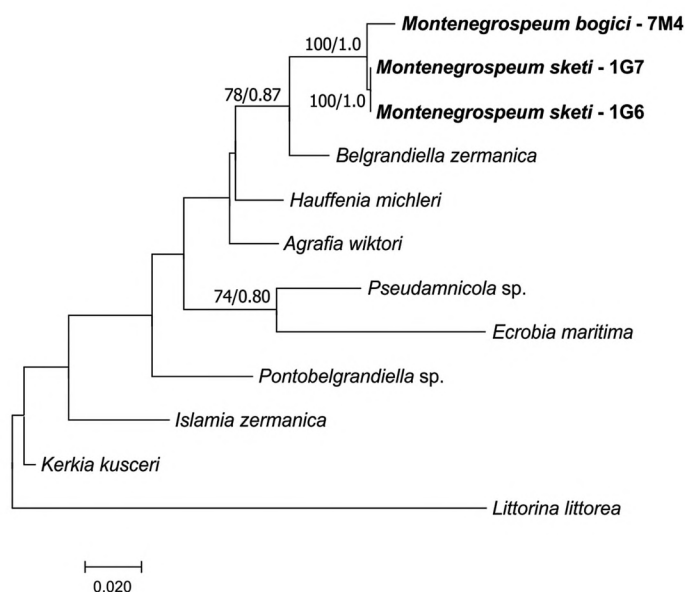 Montenegrospeum bogici - 7M4
100/1.0
Montenegrospeum sketi - 1G7
78/0.87
100/1.0
Montenegrospeum sketi - 1G6
Belgrandiella zermanica
Hauffenia michleri
Agrafia wiktori
Pseudamnicola sp.
74/0.80
Ecrobia maritima
Pontobelgrandiella sp.
Islamia zermanica
Kerkia kusceri
Littorina littorea
0.020